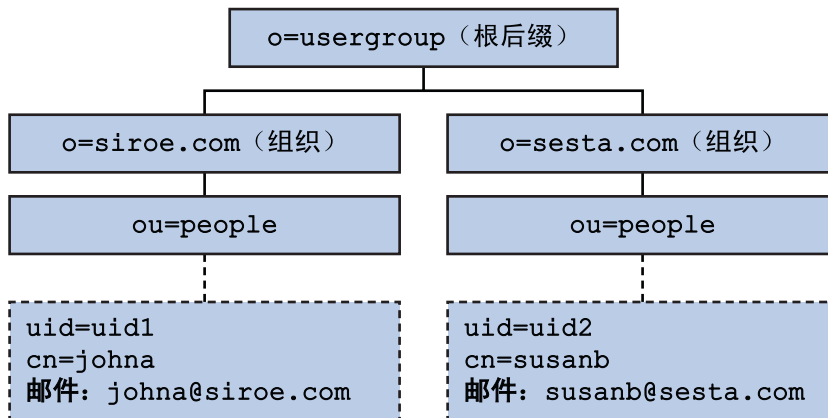 o=usergroup（根后缀）
o=siroe.com（组织）
o=sesta.com（组织）
ou=people
ou=people
uid=uid1
cn=johna
邮件：johna@siroe.com
uid=uid2
cn=susanb
邮件：susanb@sesta.com